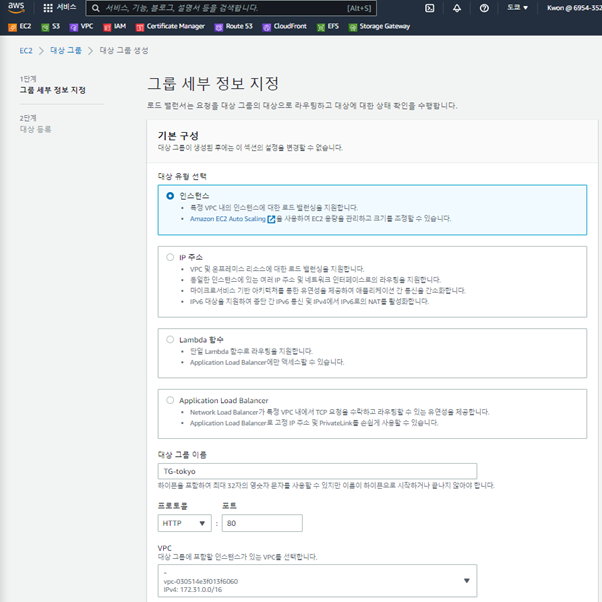 aws
서비스
서비스, 기능, 블로그, 설명서 등을 검색합니다.
[Alt+S]
도쿄
Kwon @ 6954-352
EC2
S3
VPC
IAM
Certificate Manager
Route 53
CloudFront
EFS
Storage Gateway
EC2 > 대상 그룹 > 대상 그룹 생성
1단계
그룹 세부 정보 지정
2단계
대상 등록
그룹 세부 정보 지정
로드 밸런서는 요청을 대상 그룹의 대상으로 라우팅하고 대상에 대한 상태 확인을 수행합니다.
기본 구성
대상 그룹이 생성된 후에는 이 섹션의 설정을 변경할 수 없습니다.
대상 유형 선택
인스턴스
• 특정 VPC 내의 인스턴스에 대한 로드 밸런싱을 지원합니다.
• Amazon EC2 Auto Scaling을 사용하여 EC2 용량을 관리하고 크기를 조정할 수 있습니다.
IP 주소
• VPC 및 온프레미스 리소스에 대한 로드 밸런싱을 지원합니다.
• 동일한 인스턴스에 있는 여러 IP 주소 및 네트워크 인터페이스로의 라우팅을 지원합니다.
• 마이크로서비스 기반 아키텍처를 통한 유연성을 제공하여 애플리케이션 간 통신을 간소화합니다.
• IPv6 대상을 지원하여 종단 간 IPv6 통신 및 IPv4에서 IPv6로의 NAT를 활성화합니다.
Lambda 함수
• 단일 Lambda 함수로 라우팅을 지원합니다.
• Application Load Balancer에만 액세스할 수 있습니다.
Application Load Balancer
• Network Load Balancer가 특정 VPC 내에서 TCP 요청을 수락하고 라우팅할 수 있는 유연성을 제공합니다.
• Application Load Balancer로 고정 IP 주소 및 PrivateLink를 손쉽게 사용할 수 있습니다.
대상 그룹 이름
TG-tokyo
하이픈을 포함하여 최대 32자의 영숫자 문자를 사용할 수 있지만 이름이 하이픈으로 시작하거나 끝나지 않아야 합니다.
프로토콜 포트
HTTP : 80
VPC
대상 그룹에 포함할 인스턴스가 있는 VPC를 선택합니다.
-
vpc-030514e3f013f6060
IPv4: 172.31.0.0/16